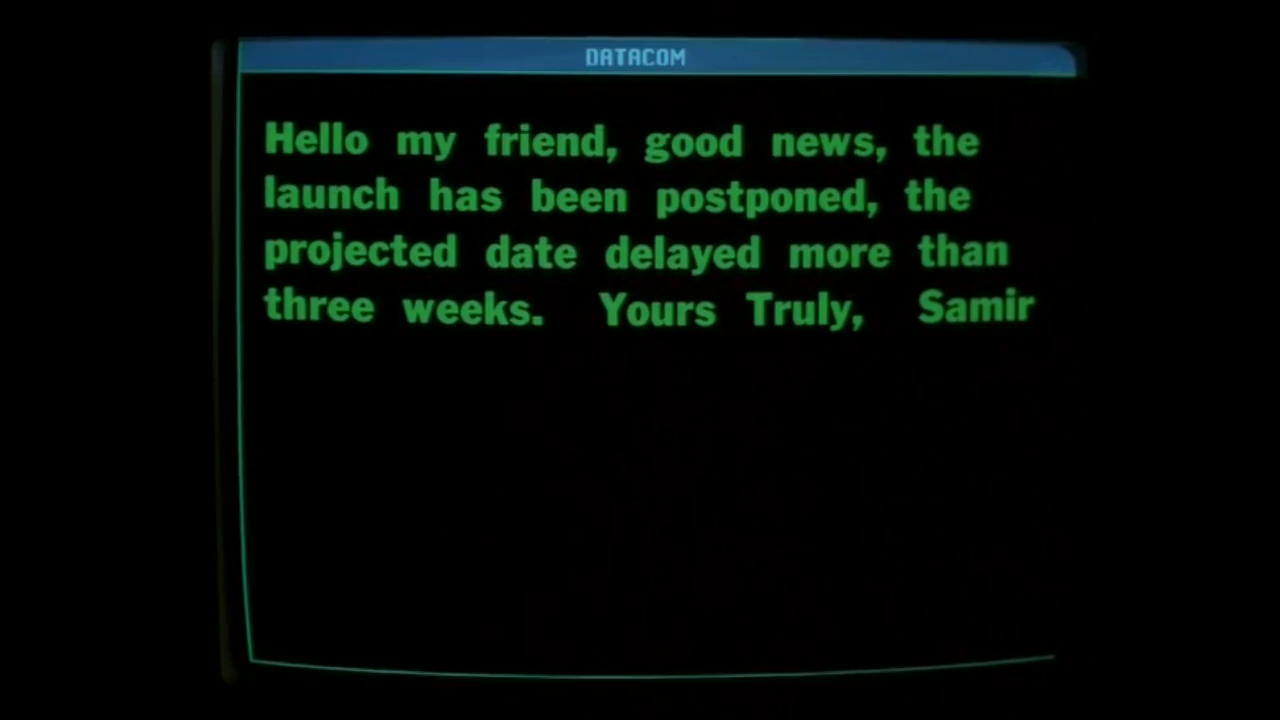 DATACOM
Hello my friend, good news, the
launch has been postponed, the
projected date delayed more than
three weeks. Yours Truly, Samir